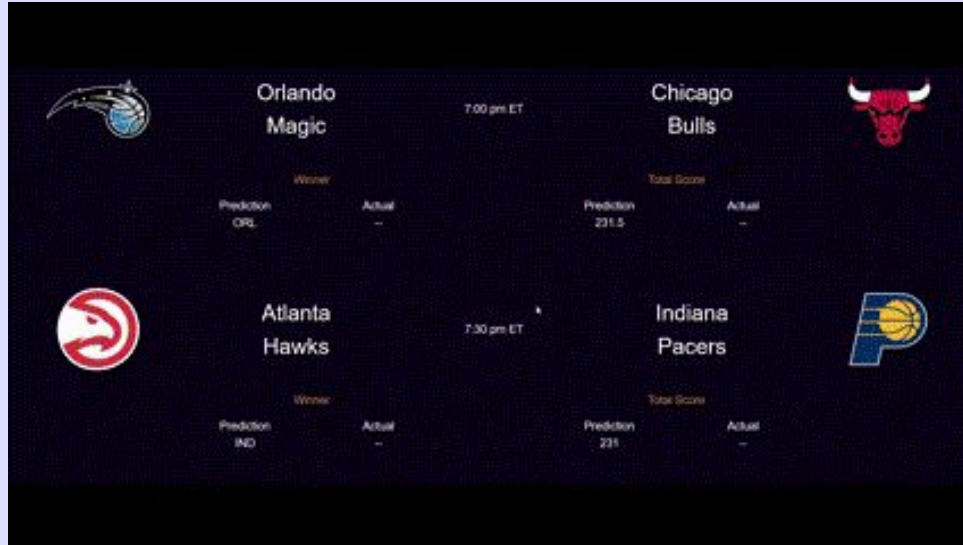 Orlando Magic
7:00 pm ET
Chicago Bulls
Winner
Total Score
Prediction Actual Prediction Actual
ORL -- 231.5 --
Atlanta Hawks
7:30 pm ET
Indiana Pacers
Winner
Total Score
Prediction Actual Prediction Actual
IND -- 231 --